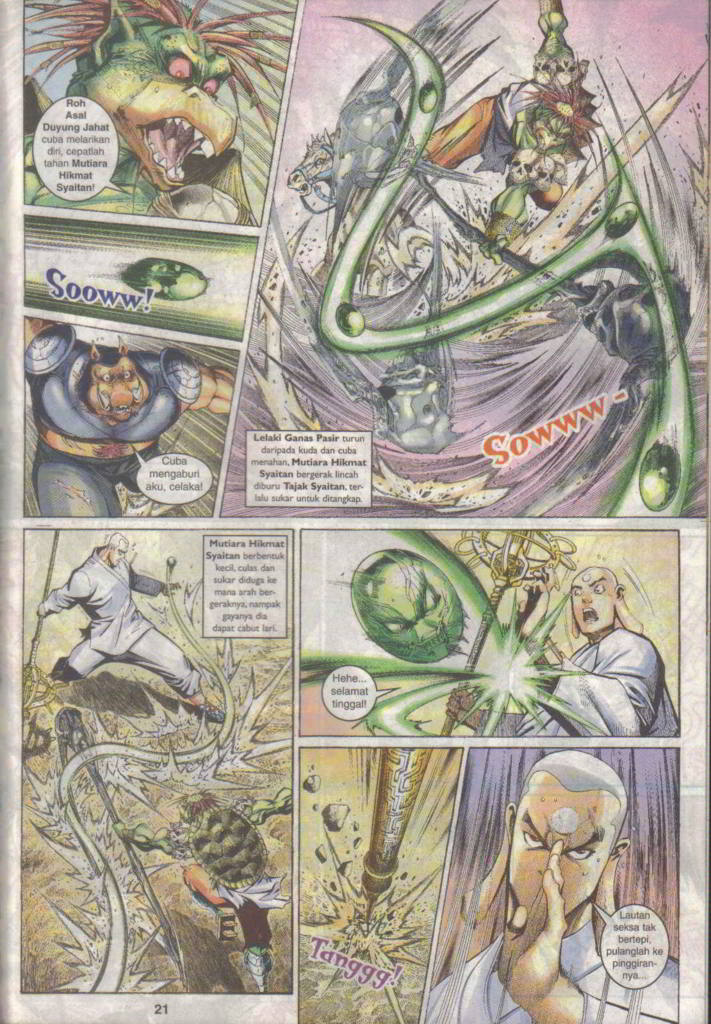 Roh
Asal
Duyung Jahat
cuba melarikan
diri, cepatlah
tahan Mutiara
Hikmat
Syaitan!
Sooww!
Cuba
mengaburi
aku, celaka!
Lelaki Ganas Pasir turun
daripada kuda dan cuba
menahan, Mutiara Hikmat
Syaitan bergerak lincah
diburu Tajak Syaitan, ter-
lalu sukar untuk ditangkap.
Sowww-
Mutiara Hikmat
Syaitan berbentuk
kecil, culas dan
sukar diduga ke
mana arah ber-
geraknya, nampak
gayanya dia
dapat cabut lari.
Hehe...
selamat
tinggal!
Tanggg!
Lautan
seksa tak
bertepi,
pulanglah ke
pinggiran-
nya...
21